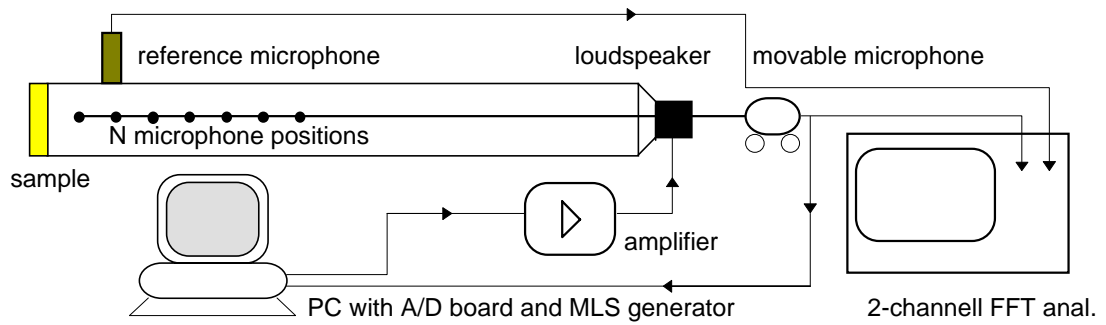 reference microphone
loudspeaker
movable microphone
N microphone positions
sample
amplifier
PC with A/D board and MLS generator
2-channell FFT anal.